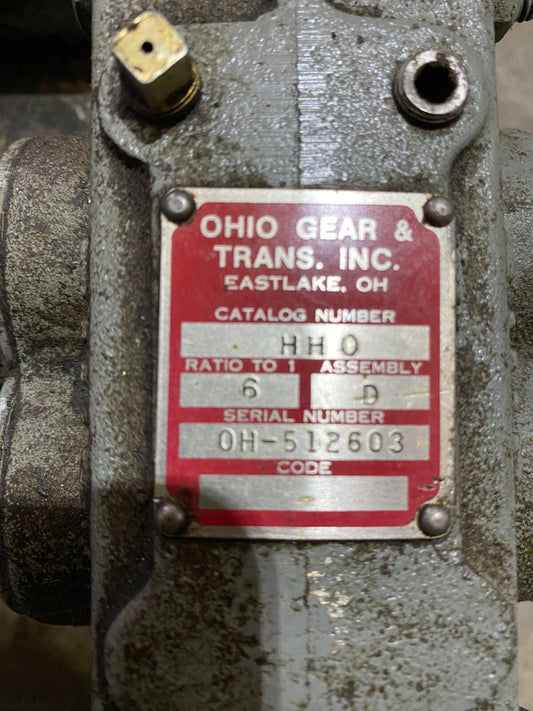 OHIO GEAR &
TRANS. INC.
EASTLAKE, OH
CATALOG NUMBER
HHO
RATIO TO 1 ASSEMBLY
6 D
SERIAL NUMBER
OH-512603
CODE